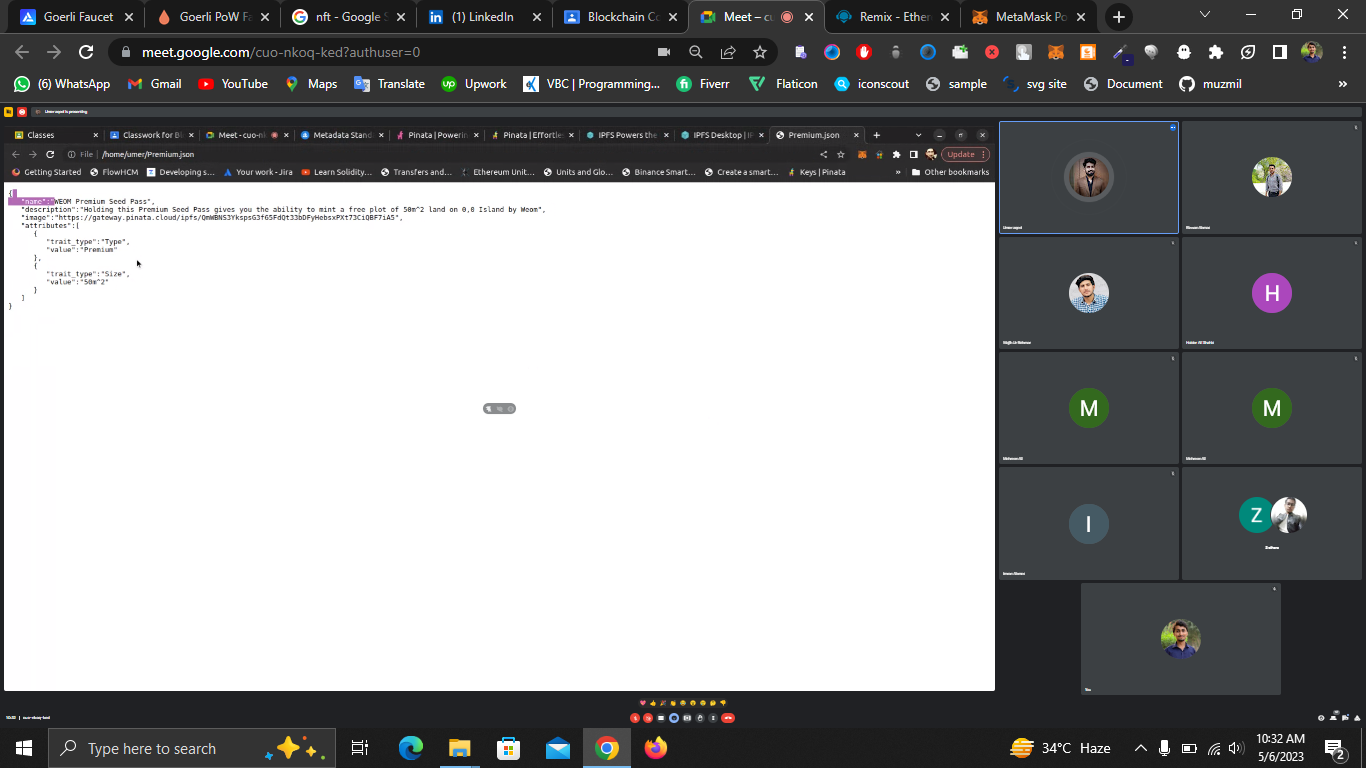 Goerli Faucet
Goerli PoW Fa
nft - Google S
(1) LinkedIn
Blockchain Co
Meet – cu
Remix - Ether
MetaMask Po
meet.google.com/cuo-nkoq-ked?authuser=0
(6) WhatsApp
Gmail
YouTube
Maps
Translate
Upwork
VBC | Programming...
Fiverr
Flaticon
iconscout
sample
svg site
Document
muzmil
»
Classes
Classwork for Bl
Meet - cuo-nk
Metadata Stand
Pinata | Powerin
Pinata | Effortle
IPFS Powers the
IPFS Desktop | IP
Premium.json
File | /home/umer/Premium.json
Update
Getting Started
FlowHCM
Developing s...
Your work - Jira
Learn Solidity...
Transfers and...
Ethereum Unit...
Units and Glo...
Binance Smart...
Create a smart...
Keys | Pinata
»
Other bookmarks
{
"name":"WEOM Premium Seed Pass",
"description":"Holding this Premium Seed Pass gives you the ability to mint a free plot of 50m^2 land on 0,0 Island by Weom",
"image":"https://gateway.pinata.cloud/ipfs/QmWBNS3YkspsG3f65FdQt33bDFyHebsxPXt73CiQBF7iA5",
"attributes":[
{
"trait_type":"Type",
"value":"Premium"
},
{
"trait_type":"Size",
"value":"50m^2"
}
]
}
H
M
M
I
Z
You
cuo-nkoq-ked
Type here to search
34°C Haze
10:32 AM
5/6/2023
2